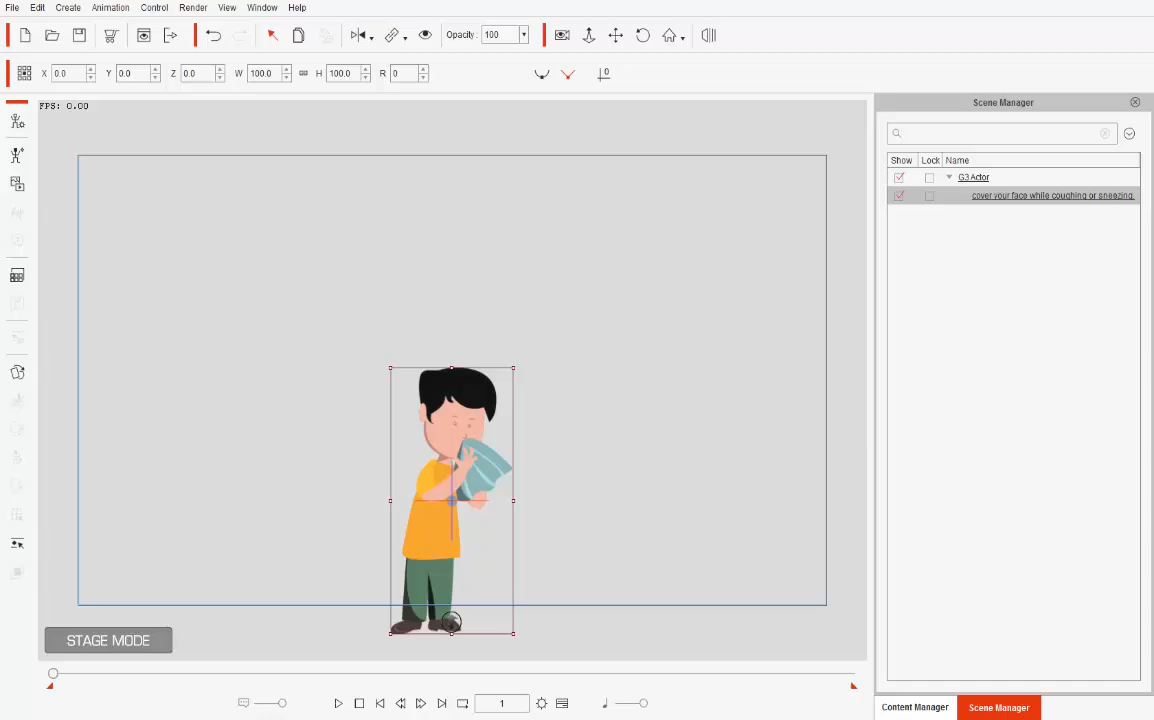 File Edit Create Animation Control Render View Window Help
Opacity : 100
X 0.0 Y 0.0 Z 0.0 W 100.0 H 100.0 R 0
FPS: 0.00
Scene Manager
Show Lock Name
G3 Actor
cover your face while coughing or sneezing.
STAGE MODE
1
Content Manager Scene Manager